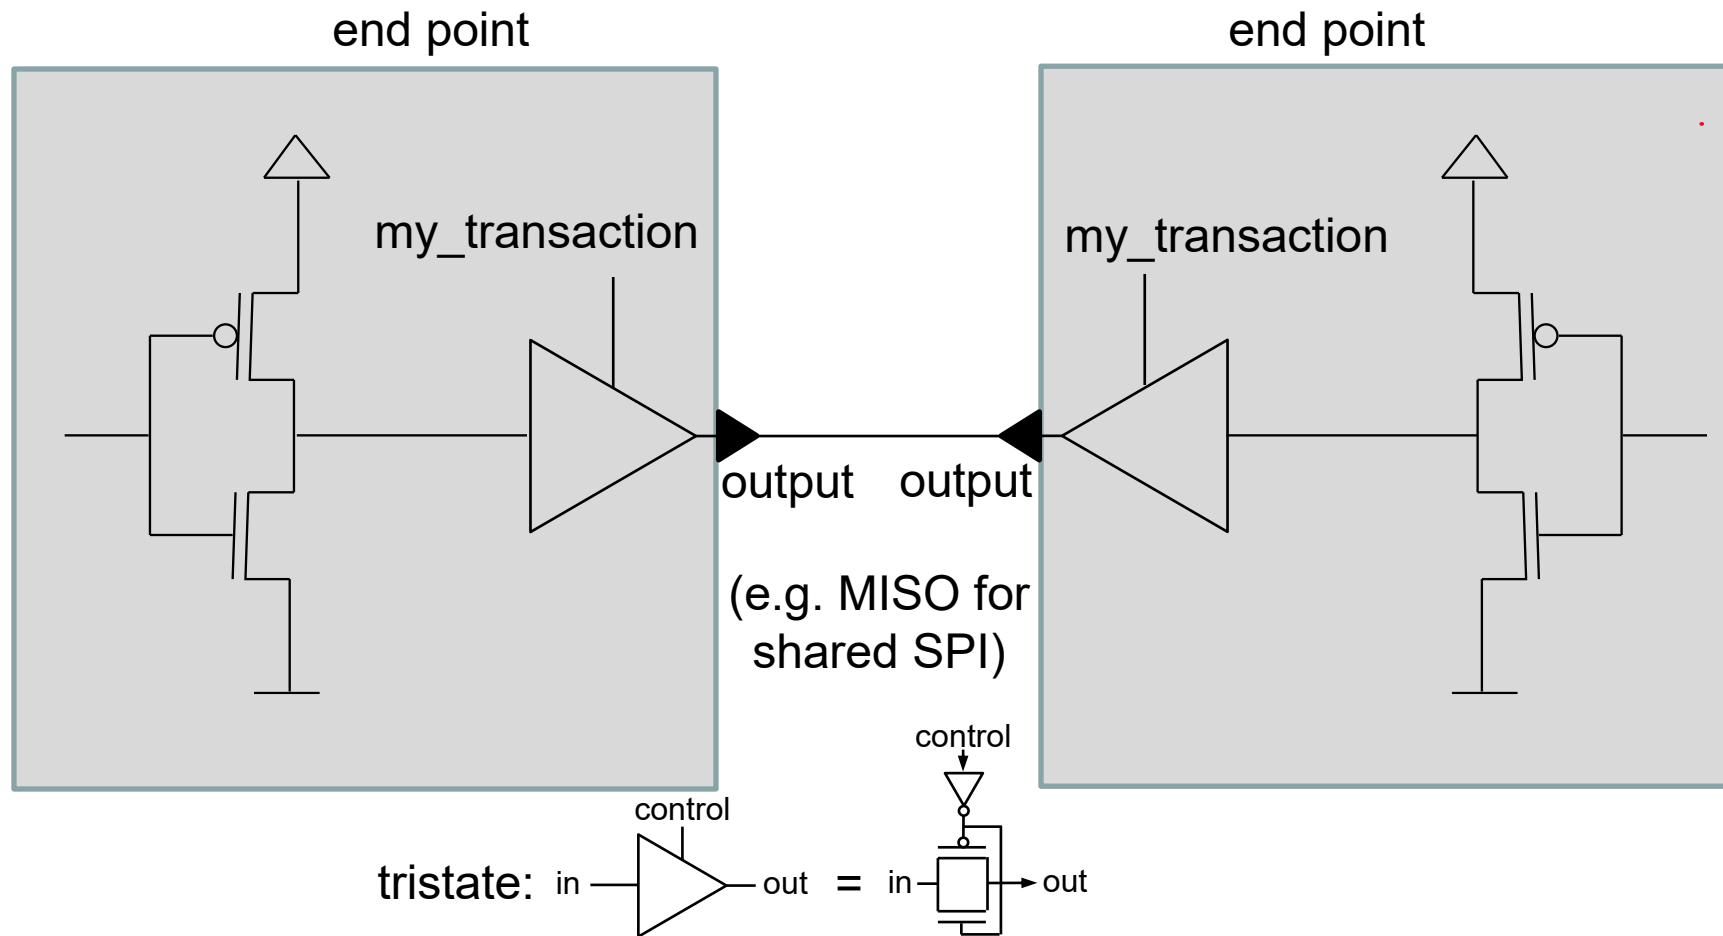 end point
end point
my_transaction
my_transaction
output
output
(e.g. MISO for
shared SPI)
control
control
tristate: in
out = in
out